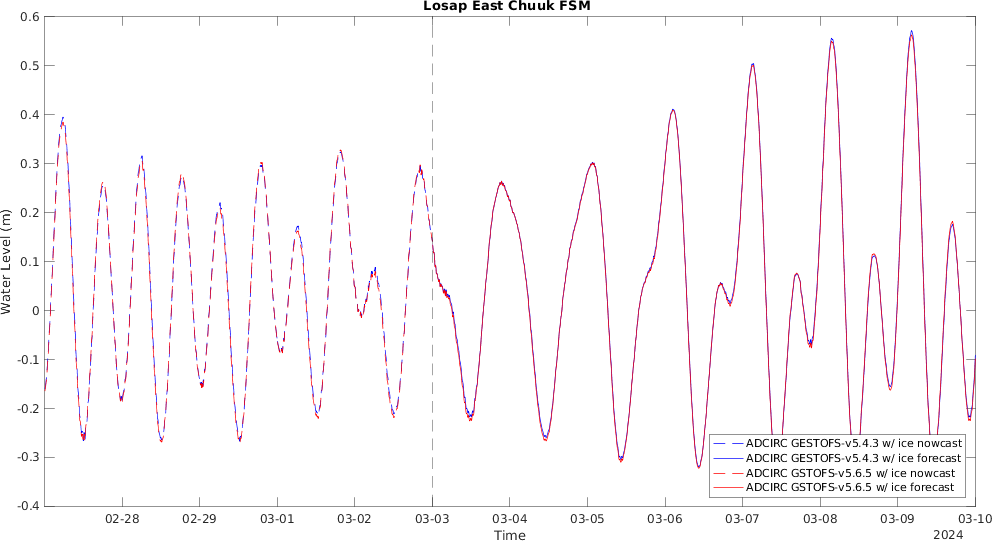 Losap East Chuuk FSM
0.6
0.5
0.4
0.3
0.2
0.1
0
-0.1
-0.2
-0.3
-0.4
Water Level (m)
ADCIRC GESTOFS-v5.4.3 w/ ice nowcast
ADCIRC GESTOFS-v5.4.3 w/ ice forecast
ADCIRC GSTOFS-v5.6.5 w/ ice nowcast
ADCIRC GSTOFS-v5.6.5 w/ ice forecast
02-28 02-29 03-01 03-02 03-03 03-04 03-05 03-06 03-07 03-08 03-09 03-10
Time
2024